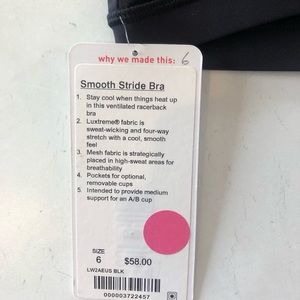 why we made this: 6
Smooth Stride Bra
1. Stay cool when things heat up
in this ventilated racerback
bra
2. Luxtreme® fabric is
sweat-wicking and four-way
stretch with a cool, smooth
feel
3. Mesh fabric is strategically
placed in high-sweat areas for
breathability
4. Pockets for optional,
removable cups
5. Intended to provide medium
support for an A/B cup
SIZE
6 $58.00
LW2AEUS BLK
000003722457